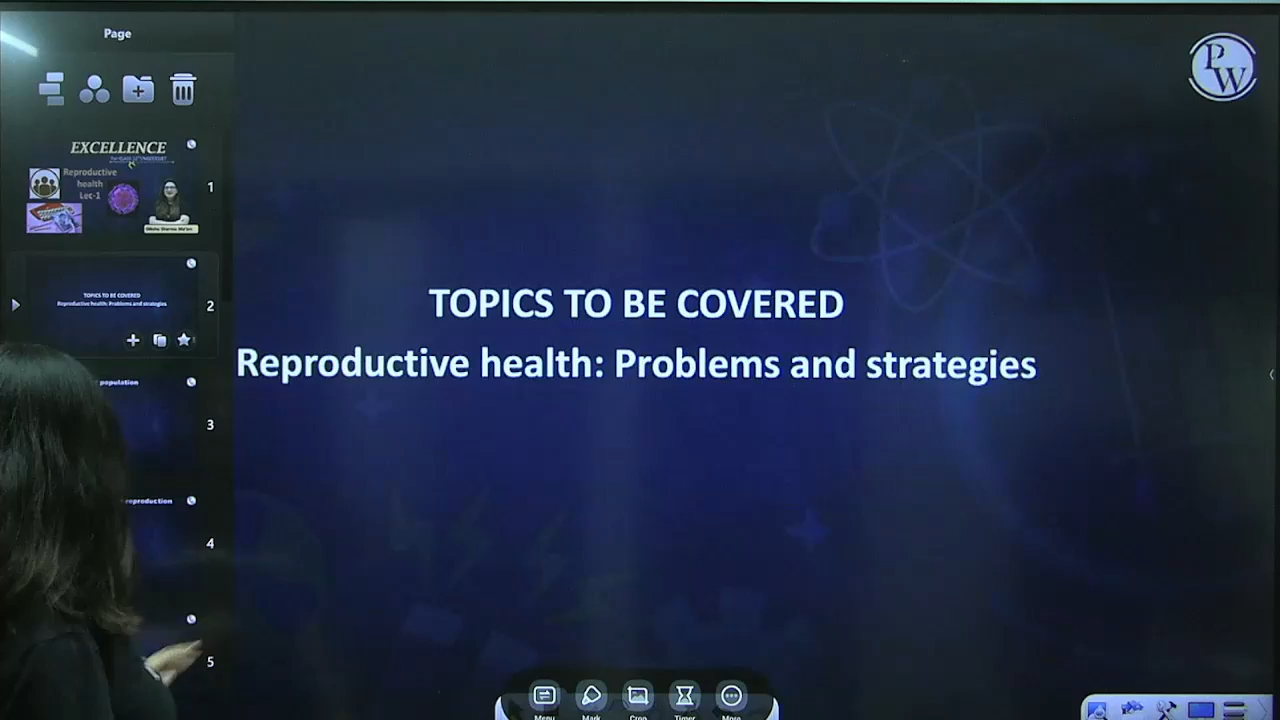 Page
PW
EXCELLENCE
Reproductive
health
Lec-1
1
TOPICS TO BE COVERED
Reproductive health: Problems and strategies
2
population
3
reproduction
4
5
TOPICS TO BE COVERED
Reproductive health: Problems and strategies
Menu
Mark
Crop
Timer
More